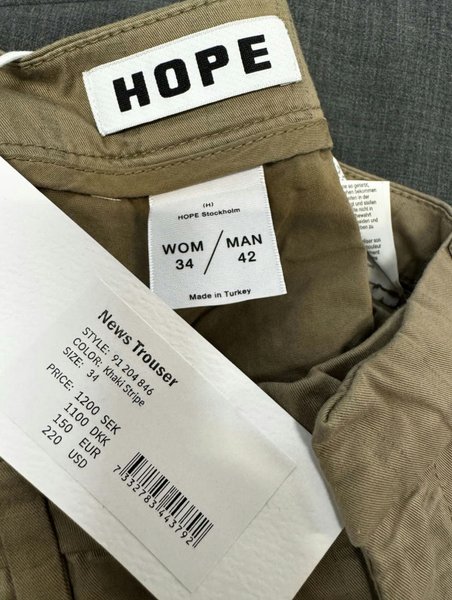 HOPE
(H)
HOPE Stockholm
WOM / MAN
34 42
Made in Turkey
News Trouser
STYLE: 91 204 846
COLOR: Khaki Stripe
SIZE: 34
PRICE: 1200 SEK
1100 DKK
150 EUR
220 USD
7332783443792